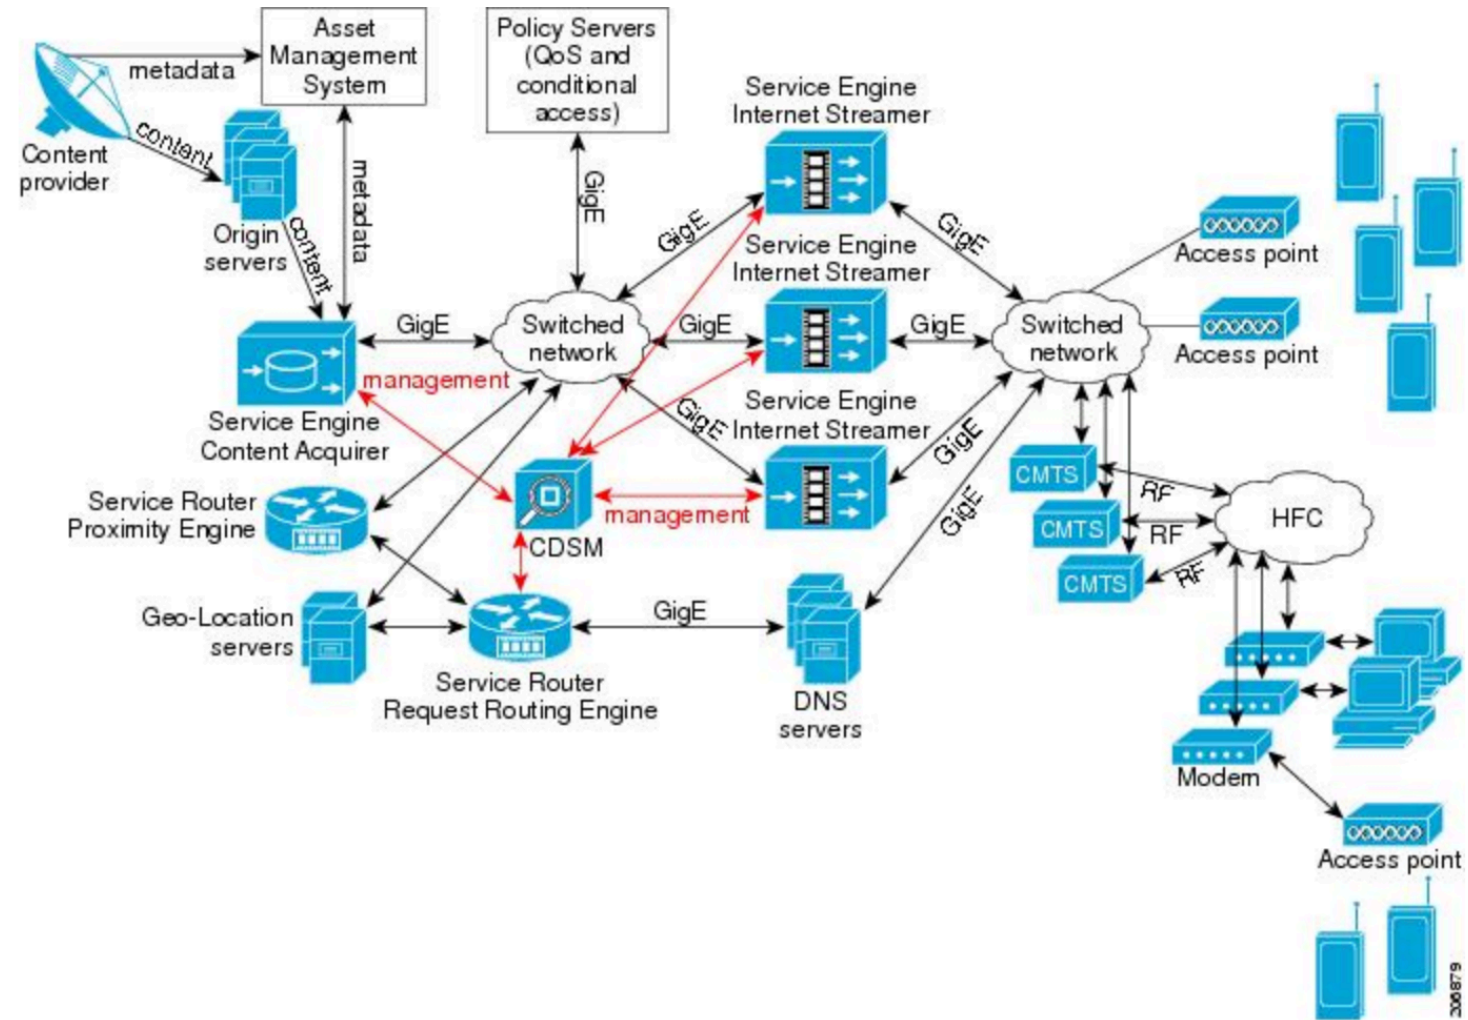 Asset
Management
System
Policy Servers
(QoS and
conditional
access)
metadata
Content
provider
content
Origin
servers
content
metadata
GigE
Service Engine
Internet Streamer
GigE
GigE
Service Engine
Internet Streamer
Access point
Access point
GigE
Switched
network
GigE
GigE
Switched
network
management
Service Engine
Content Acquirer
GigE
Service Engine
Internet Streamer
GigE
GigE
Service Router
Proximity Engine
CDSM
management
CMTS
CMTS
CMTS
RF
RF
RF
HFC
Geo-Location
servers
GigE
Service Router
Request Routing Engine
DNS
servers
Modem
Access point
206879